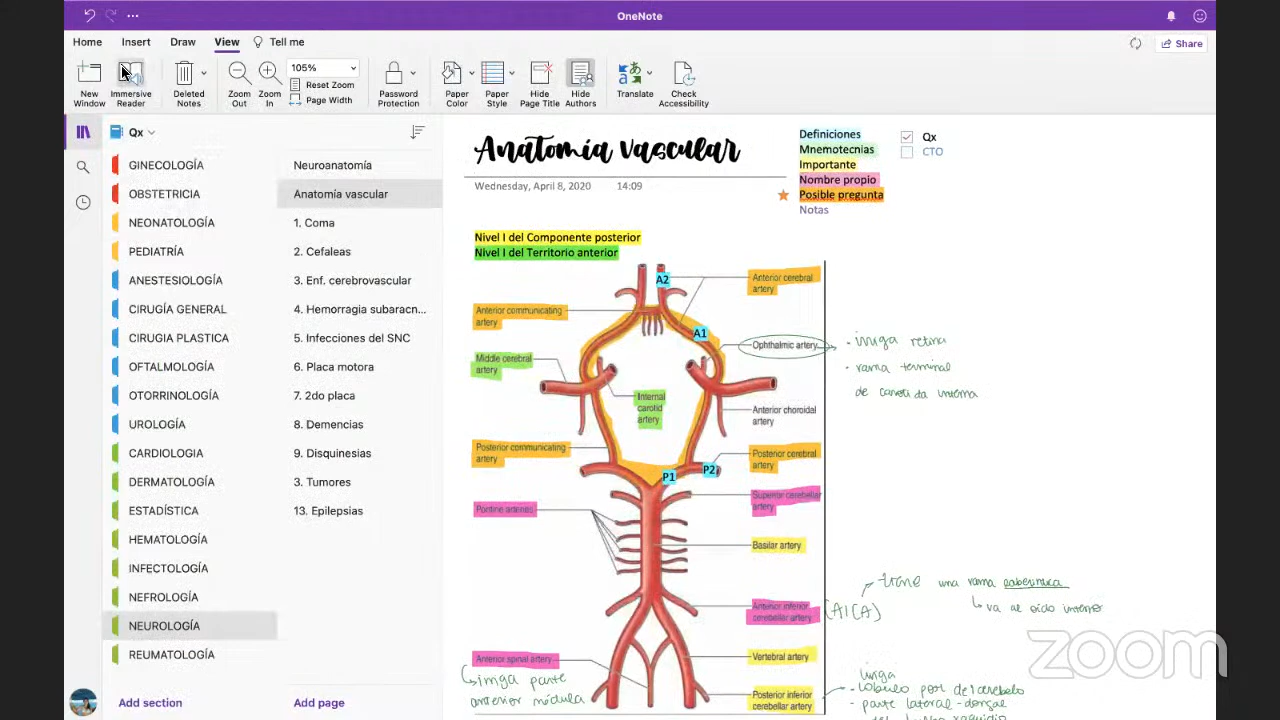 OneNote
Home Insert Draw View Tell me
Share
New Window
Immersive Reader
Deleted Notes
Zoom Out
Zoom In
105%
Reset Zoom
Page Width
Password Protection
Paper Color
Paper Style
Hide Page Title
Hide Authors
Translate
Check Accessibility
Qx
GINECOLOGÍA
OBSTETRICIA
NEONATOLOGÍA
PEDIATRÍA
ANESTESIOLOGÍA
CIRUGÍA GENERAL
CIRUGIA PLASTICA
OFTALMOLOGÍA
OTORRINOLOGÍA
UROLOGÍA
CARDIOLOGIA
DERMATOLOGÍA
ESTADÍSTICA
HEMATOLOGÍA
INFECTOLOGÍA
NEFROLOGÍA
NEUROLOGÍA
REUMATOLOGÍA
Add section
Neuroanatomía
Anatomía vascular
1. Coma
2. Cefaleas
3. Enf. cerebrovascular
4. Hemorragia subaracn...
5. Infecciones del SNC
6. Placa motora
7. 2do placa
8. Demencias
9. Disquinesias
3. Tumores
13. Epilepsias
Add page
Anatomía vascular
Wednesday, April 8, 2020 14:09
Definiciones
Mnemotecnias
Importante
Nombre propio
Posible pregunta
Notas
Qx
CTO
Nivel I del Componente posterior
Nivel I del Territorio anterior
A2
Anterior cerebral
artery
Anterior communicating
artery
A1
Ophthalmic artery
· irriga retina
· rama terminal
de carotida interna
Middle cerebral
artery
Internal
carotid
artery
Anterior choroidal
artery
Posterior communicating
artery
Posterior cerebral
artery
P2
P1
Superior cerebellar
artery
Pontine arteries
Basilar artery
Anterior inferior
cerebellar artery
(AICA)
tiene una rama
va al oido interno
Anterior spinal artery
irriga parte
anterior médula
Vertebral artery
Posterior inferior
cerebellar artery
irriga
- lobulo post del cerebelo
- parte lateral-dorsal
zoom